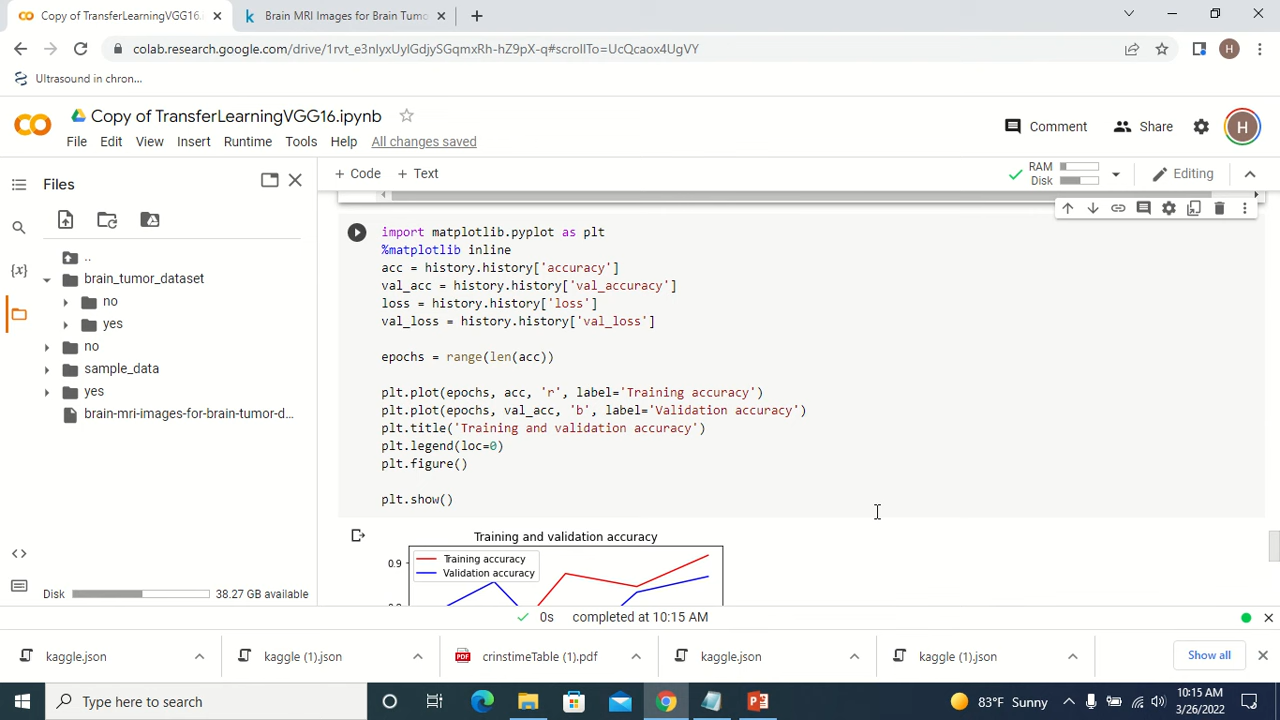 Copy of TransferLearningVGG16.
Brain MRI Images for Brain Tumo
colab.research.google.com/drive/1rvt_e3nIyxUyIGdjySGqmxRh-hZ9pX-q#scrollTo=UcQcaox4UgVY
H
Ultrasound in chron...
Copy of TransferLearningVGG16.ipynb
Comment
Share
H
File Edit View Insert Runtime Tools Help All changes saved
Files
+ Code + Text
RAM
Disk
Editing
..
brain_tumor_dataset
no
yes
no
sample_data
yes
brain-mri-images-for-brain-tumor-d...
{x}
Disk 38.27 GB available
import matplotlib.pyplot as plt
%matplotlib inline
acc = history.history['accuracy']
val_acc = history.history['val_accuracy']
loss = history.history['loss']
val_loss = history.history['val_loss']
epochs = range(len(acc))
plt.plot(epochs, acc, 'r', label='Training accuracy')
plt.plot(epochs, val_acc, 'b', label='Validation accuracy')
plt.title('Training and validation accuracy')
plt.legend(loc=0)
plt.figure()
plt.show()
Training and validation accuracy
Training accuracy
Validation accuracy
0.9
0s completed at 10:15 AM
kaggle.json
kaggle (1).json
crinstimeTable (1).pdf
kaggle.json
kaggle (1).json
Show all
Type here to search
83°F Sunny
10:15 AM
3/26/2022